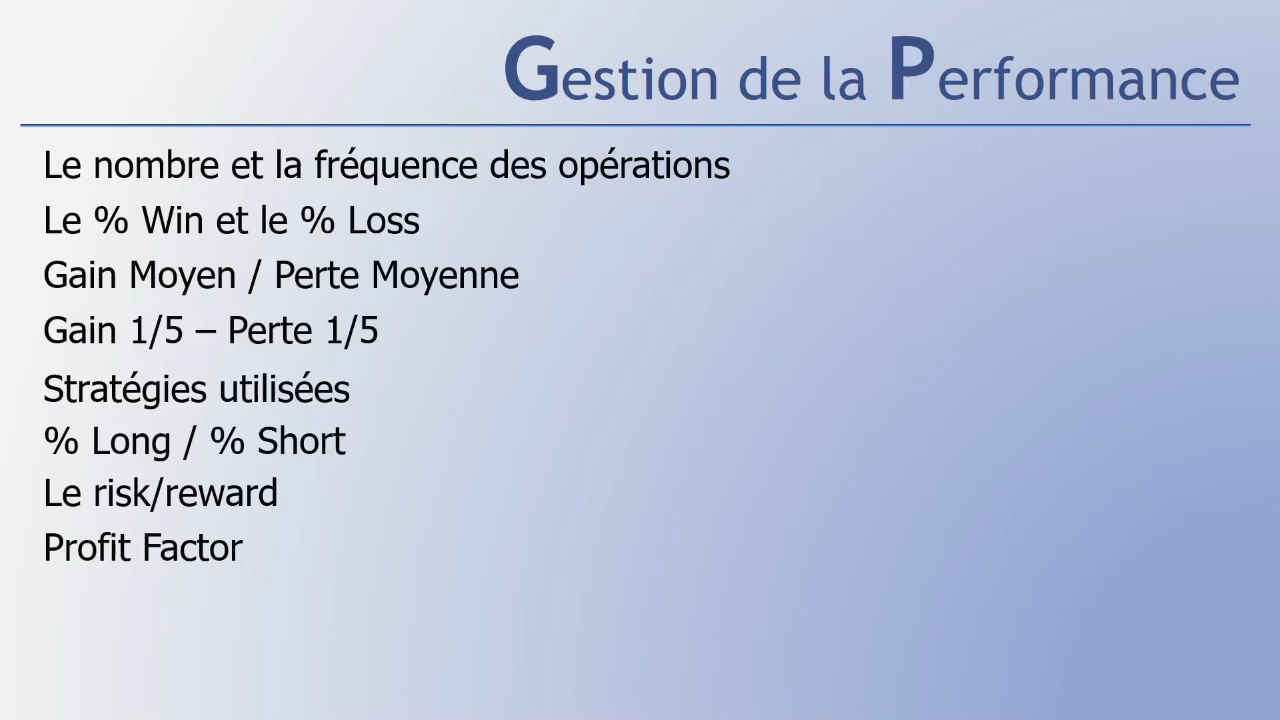 Gestion de la Performance
Le nombre et la fréquence des opérations
Le % Win et le % Loss
Gain Moyen / Perte Moyenne
Gain 1/5 – Perte 1/5
Stratégies utilisées
% Long / % Short
Le risk/reward
Profit Factor